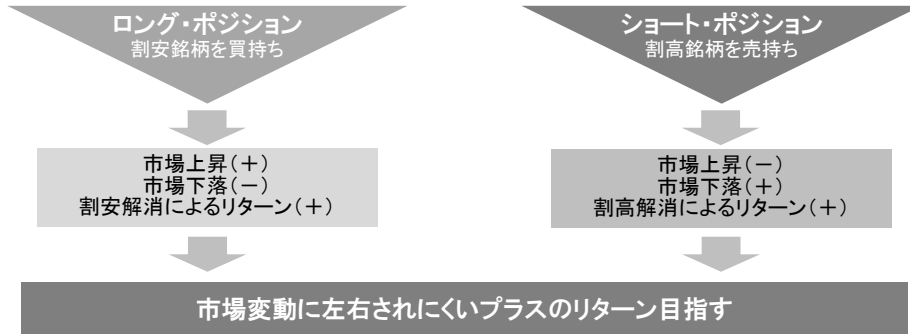 ロング・ポジション
割安銘柄を買持ち
市場上昇(+)
市場下落(-)
割安解消によるリターン(+)
ショート・ポジション
割高銘柄を売持ち
市場上昇(-)
市場下落(+)
割高解消によるリターン(+)
市場変動に左右されにくいプラスのリターン目指す